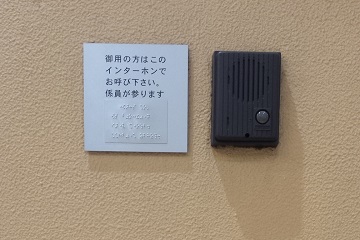 御用の方はこの
インターホンで
お呼び下さい。
係員が参ります